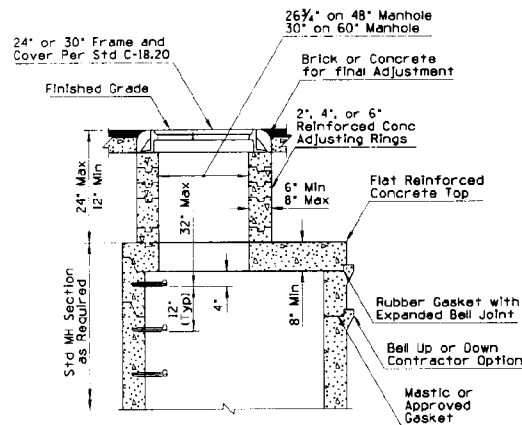 26¾" on 48" Manhole
30" on 60" Manhole
24" or 30" Frame and
Cover Per Std C-18.20
Brick or Concrete
for final Adjustment
Finished Grade
2", 4", or 6"
Reinforced Conc
Adjusting Rings
24" Max
12" Min
32" Max
6" Min
8" Max
Flat Reinforced
Concrete Top
Std MH Section
as Required
12"
(Typ)
4"
8" Min
Rubber Gasket with
Expanded Bell Joint
Bell Up or Down
Contractor Option
Mastic or
Approved
Gasket